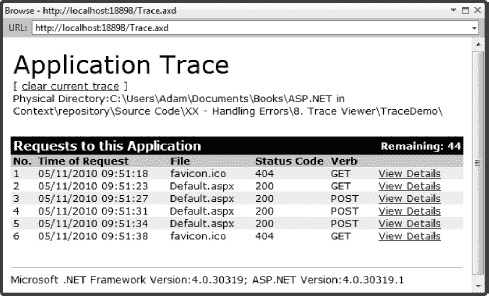 Browse - http://localhost:18898/Trace.axd
URL: http://localhost:18898/Trace.axd
Application Trace
[ clear current trace ]
Physical Directory:C:\Users\Adam\Documents\Books\ASP.NET in
Context\repository\Source Code\XX - Handling Errors\8. Trace Viewer\TraceDemo\
Requests to this Application Remaining: 44
No. Time of Request File Status Code Verb
1 05/11/2010 09:51:18 favicon.ico 404 GET View Details
2 05/11/2010 09:51:23 Default.aspx 200 GET View Details
3 05/11/2010 09:51:27 Default.aspx 200 POST View Details
4 05/11/2010 09:51:31 Default.aspx 200 POST View Details
5 05/11/2010 09:51:34 Default.aspx 200 POST View Details
6 05/11/2010 09:51:38 favicon.ico 404 GET View Details
Microsoft .NET Framework Version:4.0.30319; ASP.NET Version:4.0.30319.1